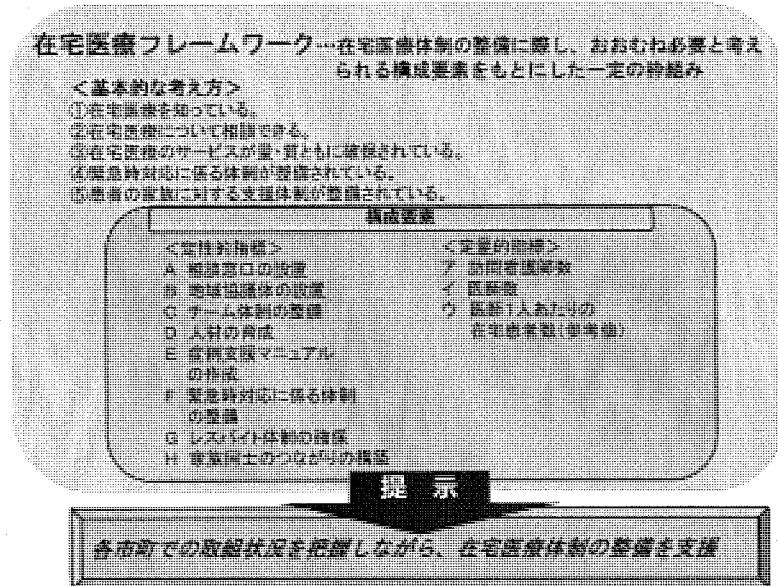 在宅医療フレームワーク…在宅医療体制の整備に際し、おおむね必要と考え
られる構成要素をもとにした一定の枠組み
＜基本的な考え方＞
①在宅医療を知っている。
②在宅医療について相談できる。
③在宅医療のサービスが量・質ともに確保されている。
④緊急時対応に係る体制が整備されている。
⑤患者の家族に対する支援体制が整備されている。
構成要素
＜定性的指標＞
A 相談窓口の設置
B 地域協議体の設置
C チーム体制の整備
D 人材の育成
E 症例支援マニュアル
の作成
F 緊急時対応に係る体制
の整備
G レスパイト体制の確保
H 家族同士のつながりの構築
＜定量的指標＞
ア 訪問看護師数
イ 医師数
ウ 医師1人あたりの
在宅患者数(参考値)
提 示
各市町での取組状況を把握しながら、在宅医療体制の整備を支援